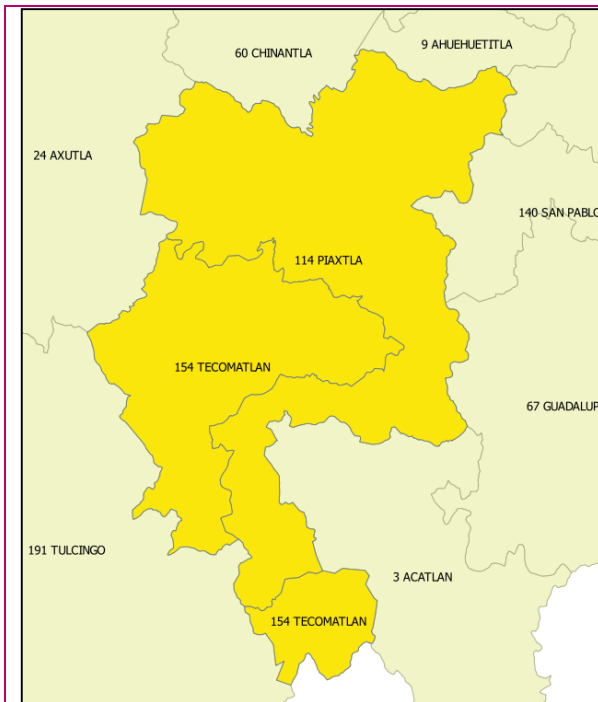 9 AHUEHUETITLA
60 CHINANTLA
24 AXUTLA
140 SAN PABLO
114 PIAXTLA
154 TECOMATLAN
67 GUADALUP
191 TULCINGO
3 ACATLAN
154 TECOMATLAN